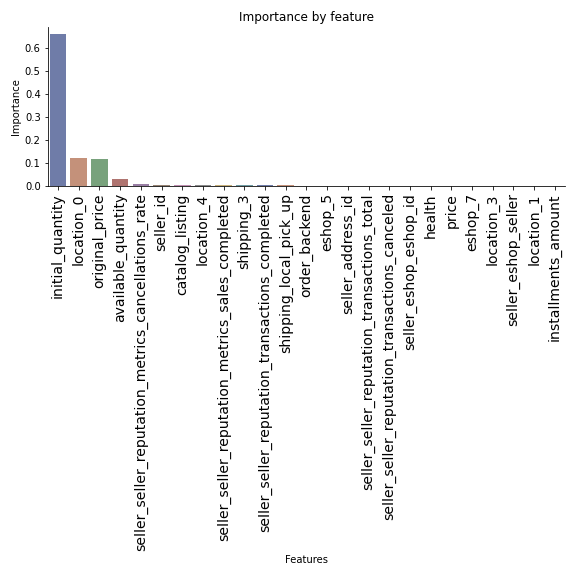 Importance by feature
Importance
0.6
0.5
0.4
0.3
0.2
0.1
0.0
initial_quantity
location_0
original_price
available_quantity
seller_seller_reputation_metrics_cancellations_rate
seller_id
catalog_listing
location_4
seller_seller_reputation_metrics_sales_completed
shipping_3
seller_seller_reputation_transactions_completed
shipping_local_pick_up
order_backend
eshop_5
seller_address_id
seller_seller_reputation_transactions_total
seller_seller_reputation_transactions_canceled
seller_eshop_eshop_id
health
price
eshop_7
location_3
seller_eshop_seller
location_1
installments_amount
Features